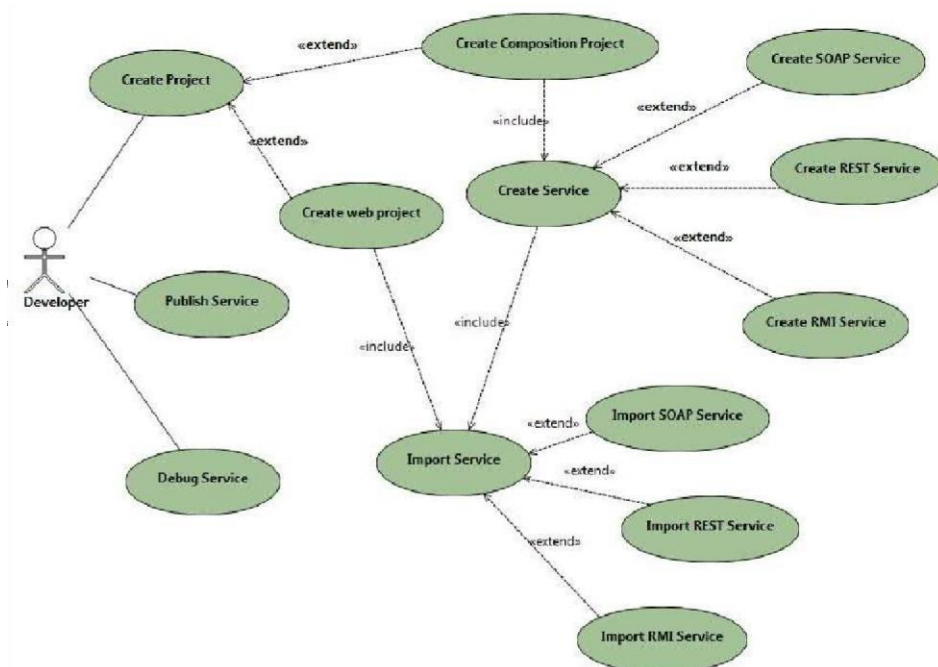 Create Composition Project
«extend»
Create SOAP Service
Create Project
«extend»
«include»
«extend»
«extend»
Create REST Service
Create Service
Create web project
«extend»
Developer
Publish Service
Create RMI Service
«include»
«include»
Import SOAP Service
«extend»
Import Service
«extend»
Debug Service
Import REST Service
«extend»
Import RMI Service